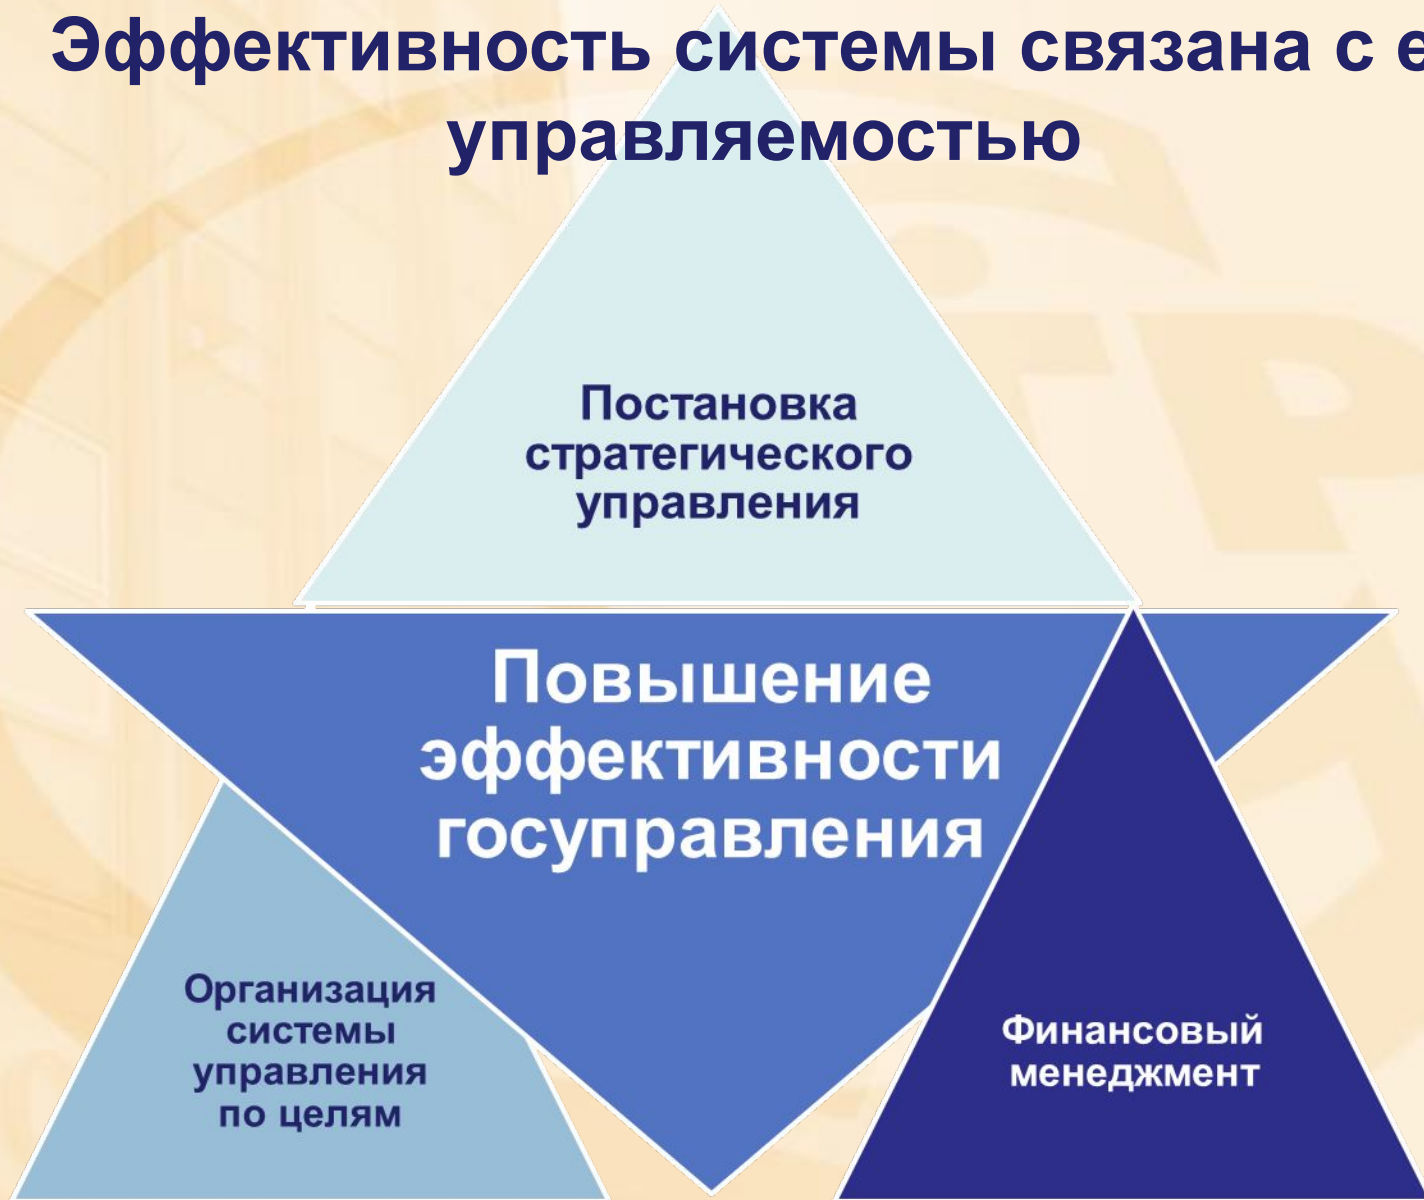 Эффективность системы связана с е
управляемостью
Постановка
стратегического
управления
Повышение
эффективности
госуправления
Организация
системы
управления
по целям
Финансовый
менеджмент